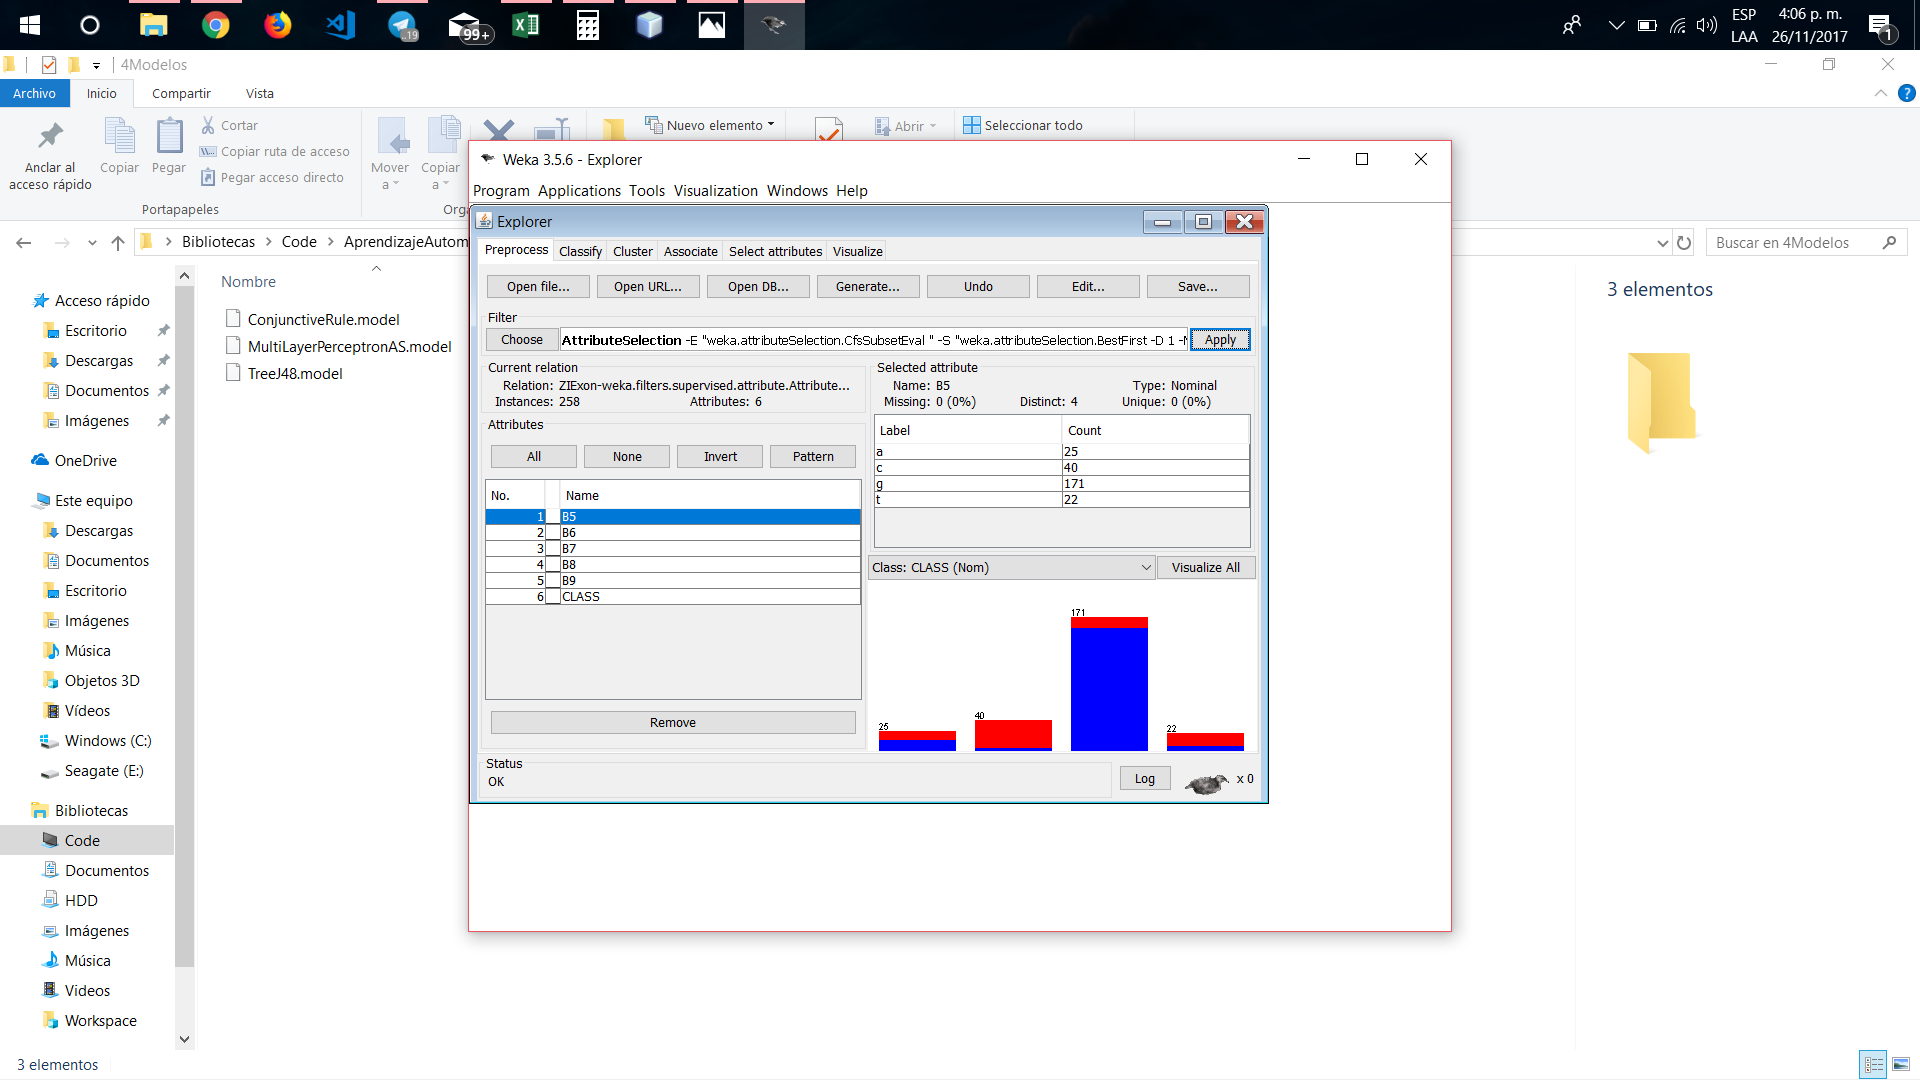 99+
..19
ESP
LAA
4:06 p. m.
26/11/2017
1
4Modelos
Archivo
Inicio
Compartir
Vista
Anclar al
acceso rápido
Copiar
Pegar
Cortar
Copiar ruta de acceso
Pegar acceso directo
Portapapeles
Mover
a
Copiar
a
Nuevo elemento
Abrir
Seleccionar todo
Bibliotecas
Code
AprendizajeAutom
Buscar en 4Modelos
Acceso rápido
Escritorio
Descargas
Documentos
Imágenes
OneDrive
Este equipo
Descargas
Documentos
Escritorio
Imágenes
Música
Objetos 3D
Vídeos
Windows (C:)
Seagate (E:)
Bibliotecas
Code
Documentos
HDD
Imágenes
Música
Videos
Workspace
3 elementos
Nombre
ConjunctiveRule.model
MultiLayerPerceptronAS.model
TreeJ48.model
3 elementos
Weka 3.5.6 - Explorer
Program Applications Tools Visualization Windows Help
Explorer
Preprocess Classify Cluster Associate Select attributes Visualize
Open file... Open URL... Open DB... Generate... Undo Edit... Save...
Filter
Choose AttributeSelection -E "weka.attributeSelection.CfsSubsetEval " -S "weka.attributeSelection.BestFirst -D 1 -N Apply
Current relation
Relation: ZIExon-weka.filters.supervised.attribute.Attribute...
Instances: 258 Attributes: 6
Attributes
All None Invert Pattern
No. Name
1 B5
2 B6
3 B7
4 B8
5 B9
6 CLASS
Remove
Selected attribute
Name: B5 Type: Nominal
Missing: 0 (0%) Distinct: 4 Unique: 0 (0%)
Label Count
a 25
c 40
g 171
t 22
Class: CLASS (Nom) Visualize All
25
40
171
22
Status
OK
Log
x 0